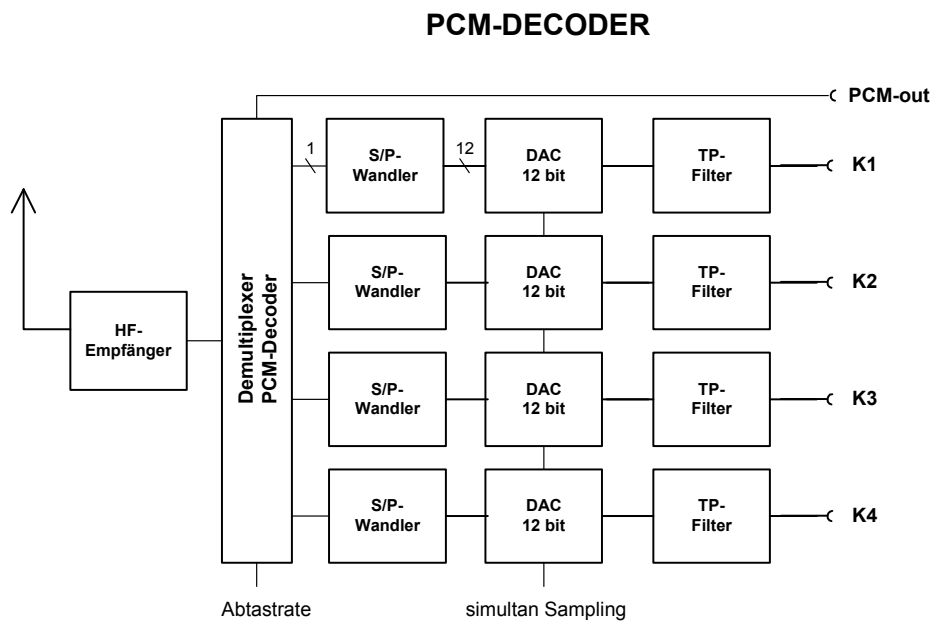 PCM-DECODER
PCM-out
1
S/P-
Wandler
12
DAC
12 bit
TP-
Filter
K1
S/P-
Wandler
DAC
12 bit
TP-
Filter
K2
HF-
Empfänger
Demultiplexer
PCM-Decoder
S/P-
Wandler
DAC
12 bit
TP-
Filter
K3
S/P-
Wandler
DAC
12 bit
TP-
Filter
K4
Abtastrate
simultan Sampling